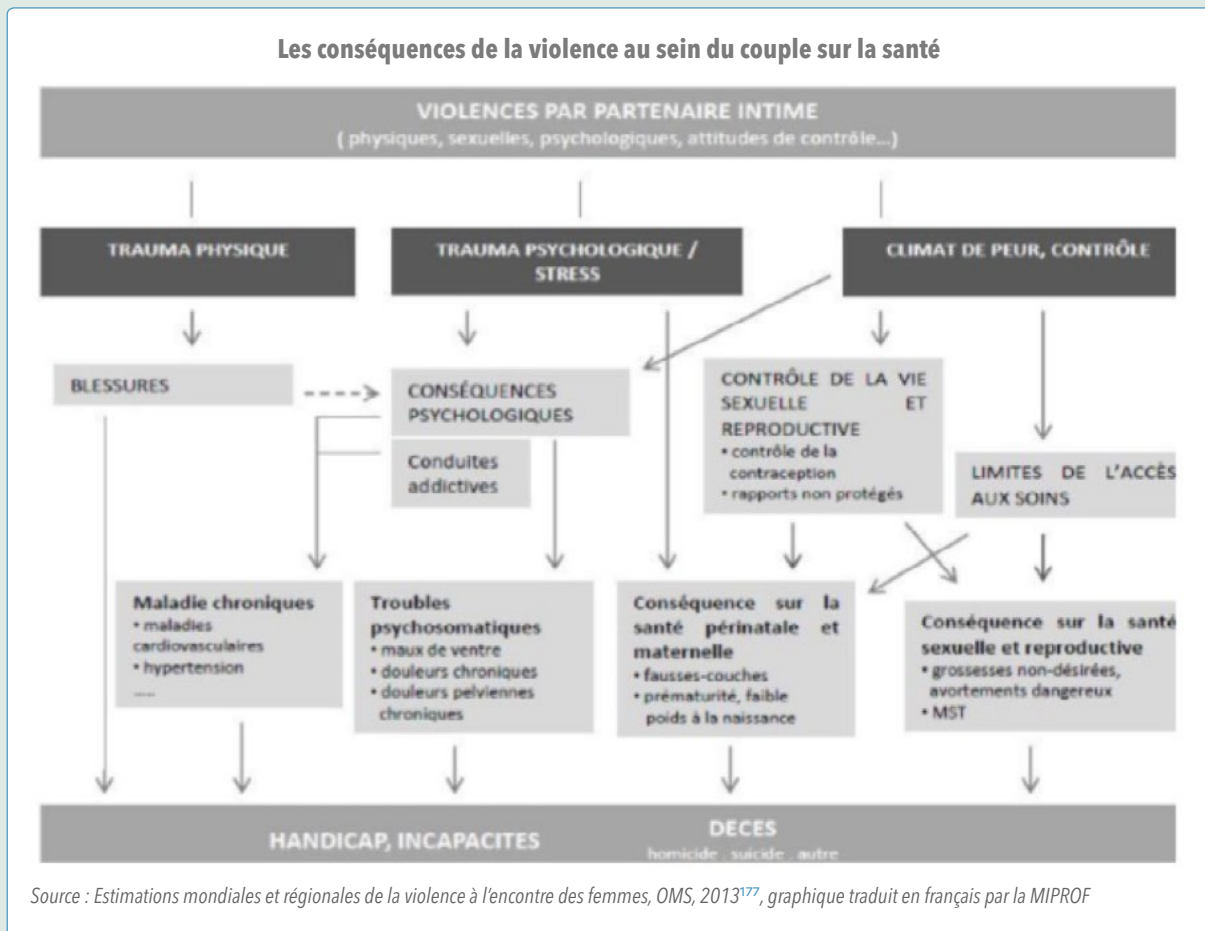 Les conséquences de la violence au sein du couple sur la santé
VIOLENCES PAR PARTENAIRE INTIME
( physiques, sexuelles, psychologiques, attitudes de contrôle...)
TRAUMA PHYSIQUE
TRAUMA PSYCHOLOGIQUE /
STRESS
CLIMAT DE PEUR, CONTRÔLE
BLESSURES
CONSÉQUENCES
PSYCHOLOGIQUES
Conduites
addictives
CONTRÔLE DE LA VIE
SEXUELLE ET
REPRODUCTIVE
• contrôle de la
contraception
• rapports non protégés
LIMITES DE L'ACCÈS
AUX SOINS
Maladie chroniques
• maladies
cardiovasculaires
• hypertension
.....
Troubles
psychosomatiques
• maux de ventre
• douleurs chroniques
• douleurs pelviennes
chroniques
Conséquence sur la
santé périnatale et
maternelle
• fausses-couches
• prématurité, faible
poids à la naissance
Conséquence sur la santé
sexuelle et reproductive
• grossesses non-désirées,
avortements dangereux
• MST
HANDICAP, INCAPACITES
DECES
homicide , suicide , autre
Source : Estimations mondiales et régionales de la violence à l'encontre des femmes, OMS, 2013177, graphique traduit en français par la MIPROF